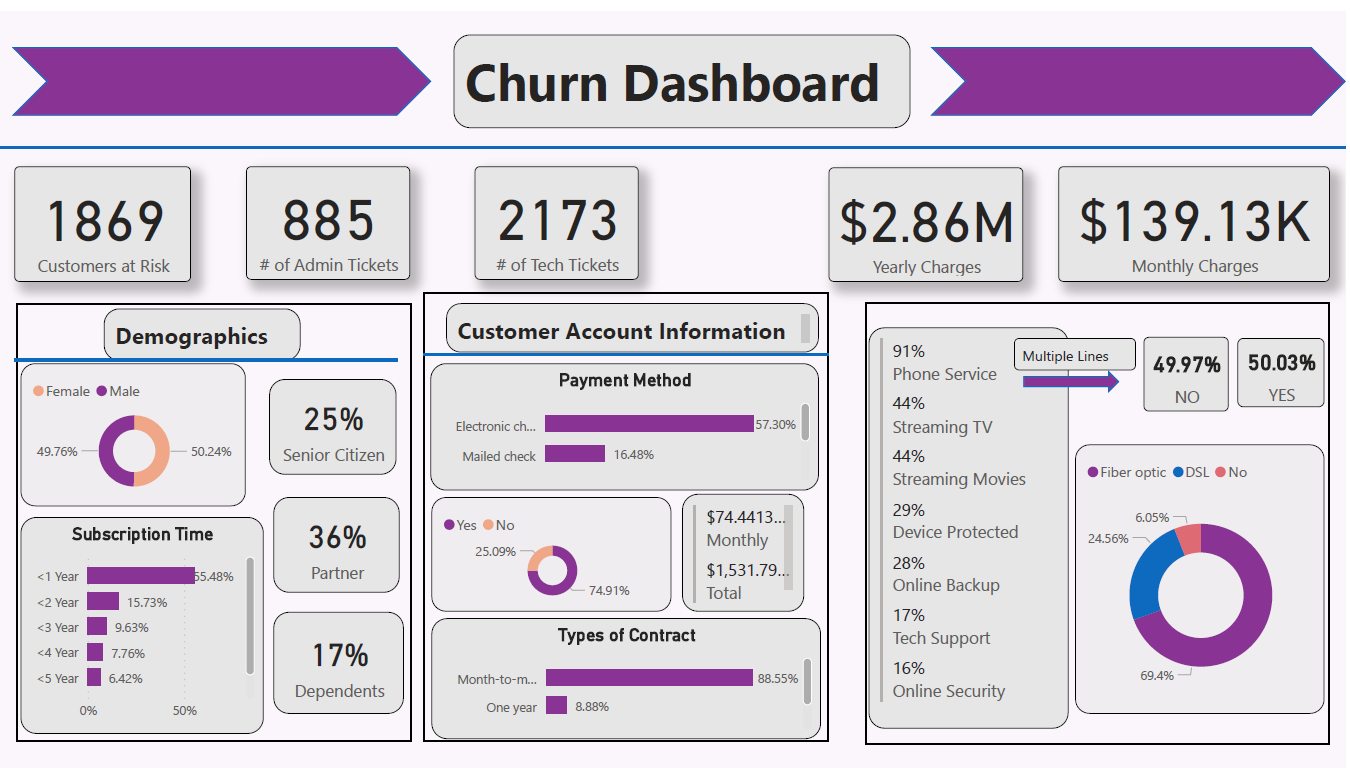 Churn Dashboard
1869
Customers at Risk
885
# of Admin Tickets
2173
# of Tech Tickets
$2.86M
Yearly Charges
$139.13K
Monthly Charges
Demographics
Female Male
49.76%
50.24%
25%
Senior Citizen
36%
Partner
17%
Dependents
Subscription Time
<1 Year 55.48%
<2 Year 15.73%
<3 Year 9.63%
<4 Year 7.76%
<5 Year 6.42%
0% 50%
Customer Account Information
Payment Method
Electronic ch... 57.30%
Mailed check 16.48%
Yes No
25.09%
74.91%
$74.4413...
Monthly
$1,531.79...
Total
Types of Contract
Month-to-m... 88.55%
One year 8.88%
91%
Phone Service
44%
Streaming TV
44%
Streaming Movies
29%
Device Protected
28%
Online Backup
17%
Tech Support
16%
Online Security
Multiple Lines
49.97%
NO
50.03%
YES
Fiber optic DSL No
6.05%
24.56%
69.4%